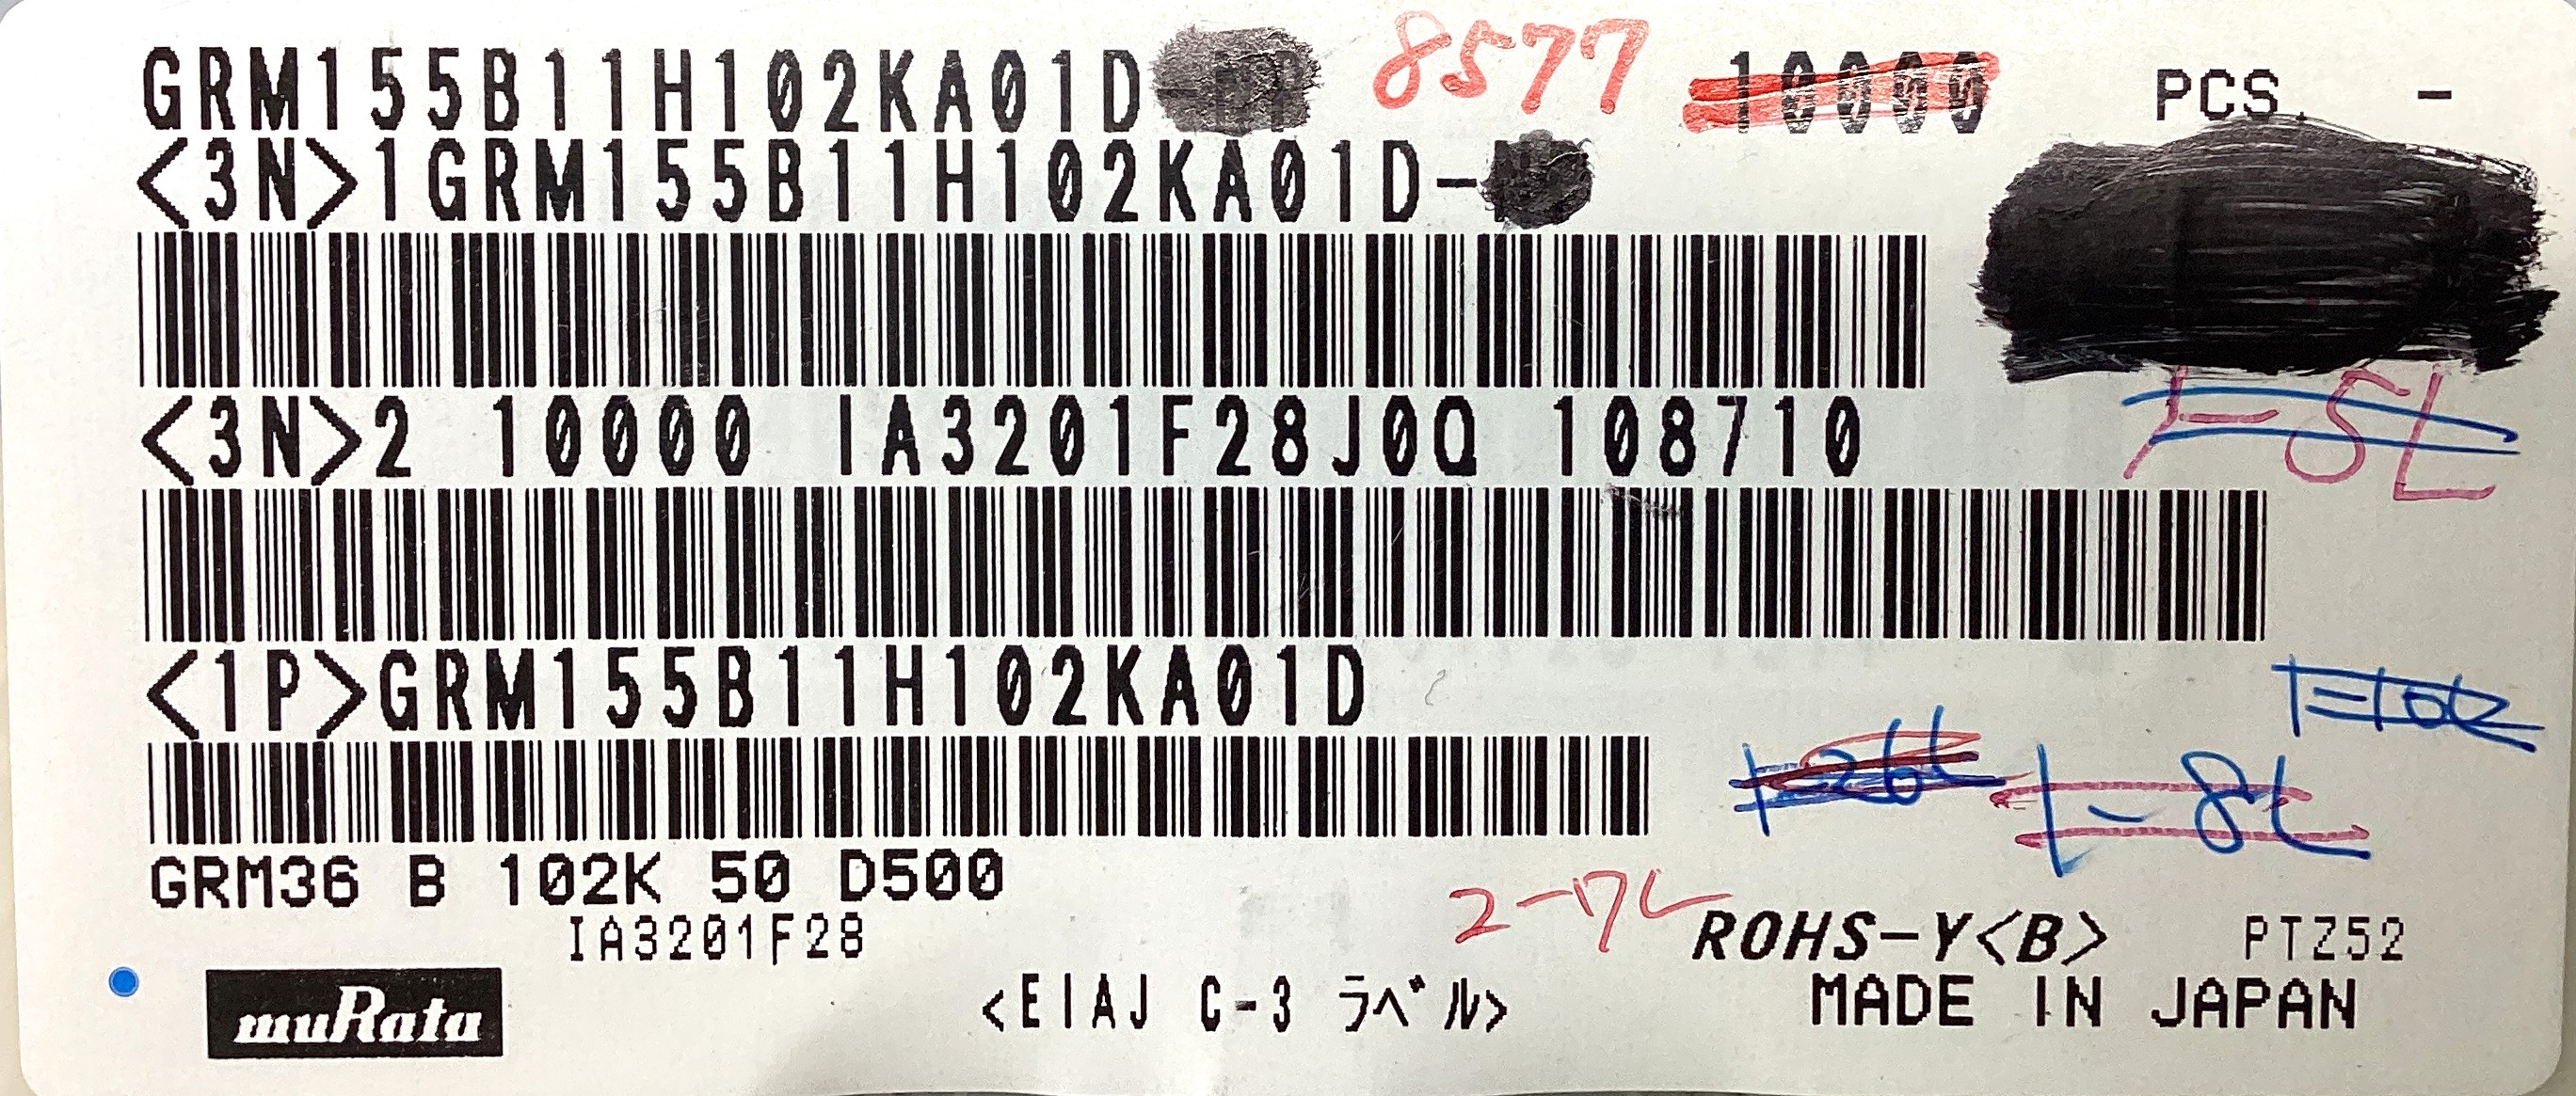 GRM155B11H102KA01D 8577 10000 PCS. -
<3N>1GRM155B11H102KA01D-
<3N>2 10000 IA3201F28J0Q 108710
<1P>GRM155B11H102KA01D
GRM36 B 102K 50 D500
IA3201F28
ROHS-Y<B> PTZ52
muRata <EIAJ C-3 ラベル> MADE IN JAPAN